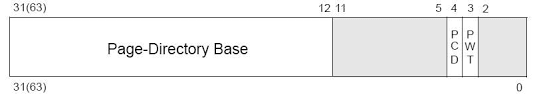 31(63) 12 11 5 4 3 2
Page-Directory Base PCD PWT
31(63) 0